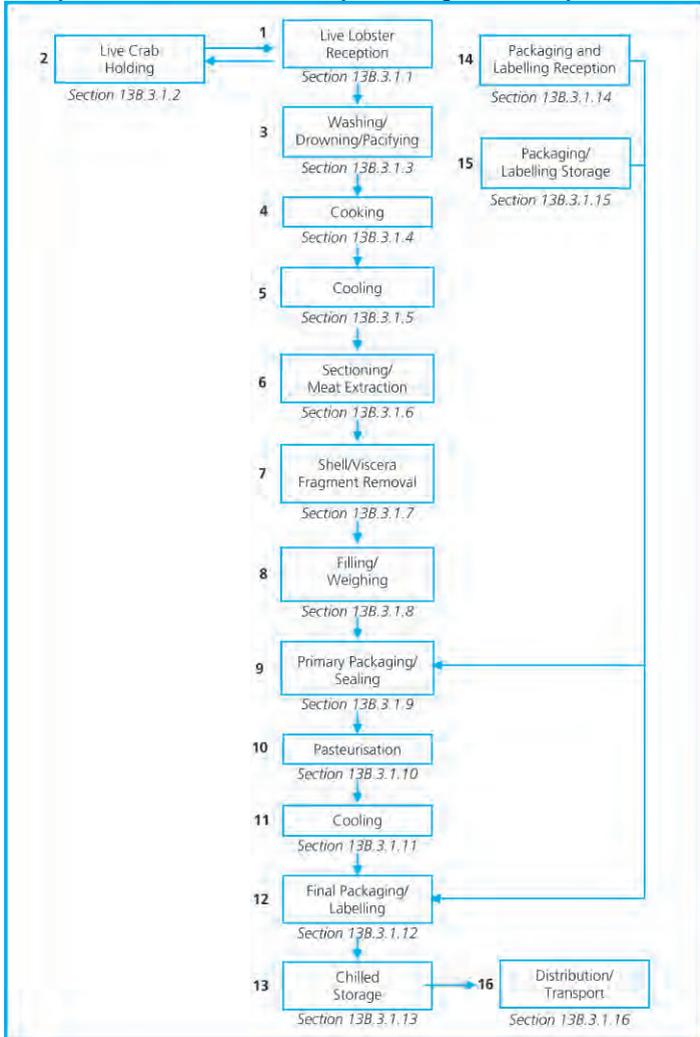 1
Live Lobster
Reception
Section 13B.3.1.1
2
Live Crab
Holding
Section 13B.3.1.2
14
Packaging and
Labelling Reception
Section 13B.3.1.14
3
Washing/
Drowning/Pacifying
Section 13B.3.1.3
15
Packaging/
Labelling Storage
Section 13B.3.1.15
4
Cooking
Section 13B.3.1.4
5
Cooling
Section 13B.3.1.5
6
Sectioning/
Meat Extraction
Section 13B.3.1.6
7
Shell/Viscera
Fragment Removal
Section 13B.3.1.7
8
Filling/
Weighing
Section 13B.3.1.8
9
Primary Packaging/
Sealing
Section 13B.3.1.9
10
Pasteurisation
Section 13B.3.1.10
11
Cooling
Section 13B.3.1.11
12
Final Packaging/
Labelling
Section 13B.3.1.12
13
Chilled
Storage
Section 13B.3.1.13
16
Distribution/
Transport
Section 13B.3.1.16